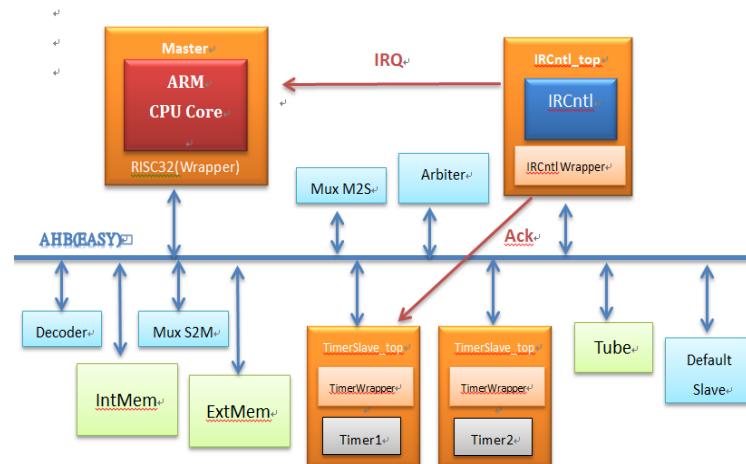 Master
ARM
CPU Core
RISC32(Wrapper)
IRQ
IRCntl_top
IRCntl
IRCntl Wrapper
Mux M2S
Arbiter
Ack
AHB(EASY)
Decoder
Mux S2M
IntMem
ExtMem
TimerSlave_top
TimerWrapper
Timer1
TimerSlave_top
TimerWrapper
Timer2
Tube
Default
Slave